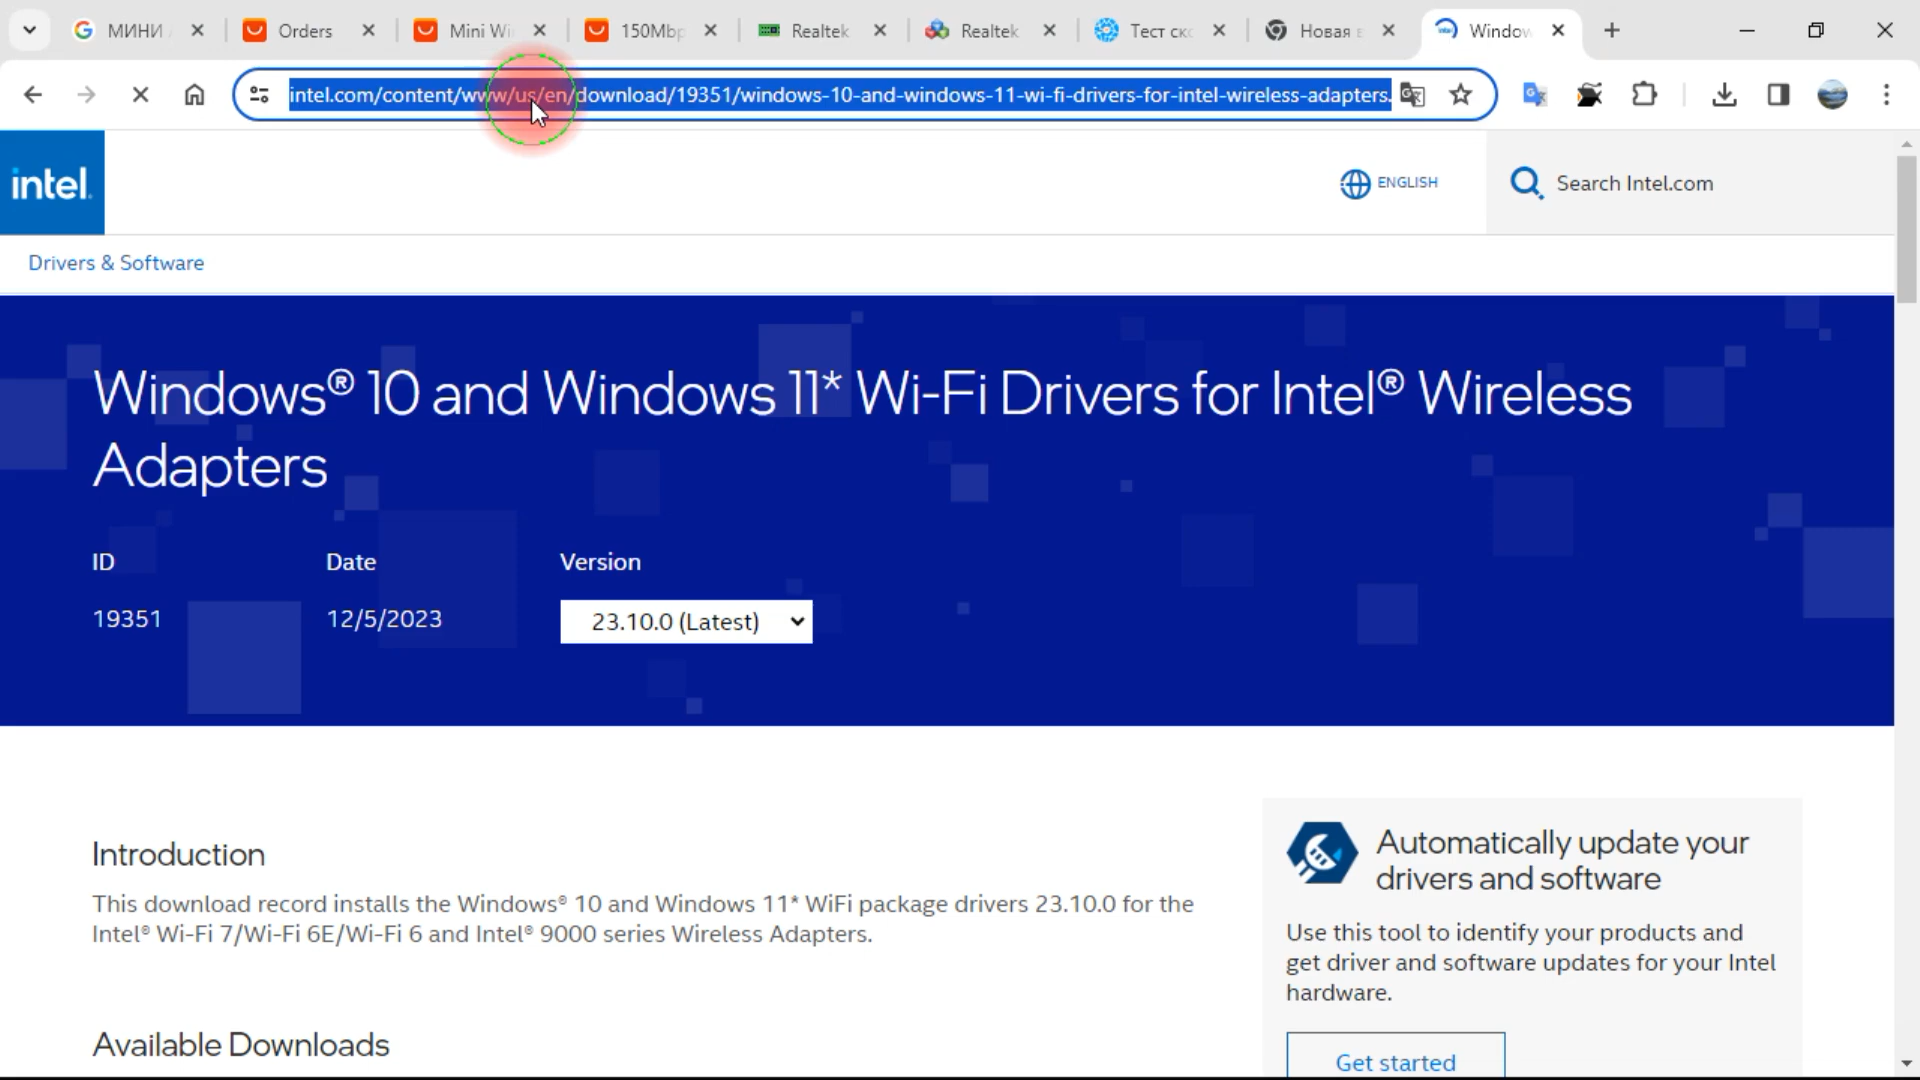 МИНИ
Orders
Mini Wi
150Mbp
Realtek
Realtek
Тест ско
Новая в
Window
intel.com/content/www/us/en/download/19351/windows-10-and-windows-11-wi-fi-drivers-for-intel-wireless-adapters.
intel.
ENGLISH
Search Intel.com
Drivers & Software
Windows® 10 and Windows 11* Wi-Fi Drivers for Intel® Wireless
Adapters
ID
Date
Version
19351
12/5/2023
23.10.0 (Latest)
Introduction
This download record installs the Windows® 10 and Windows 11* WiFi package drivers 23.10.0 for the
Intel® Wi-Fi 7/Wi-Fi 6E/Wi-Fi 6 and Intel® 9000 series Wireless Adapters.
Automatically update your
drivers and software
Use this tool to identify your products and
get driver and software updates for your Intel
hardware.
Get started
Available Downloads